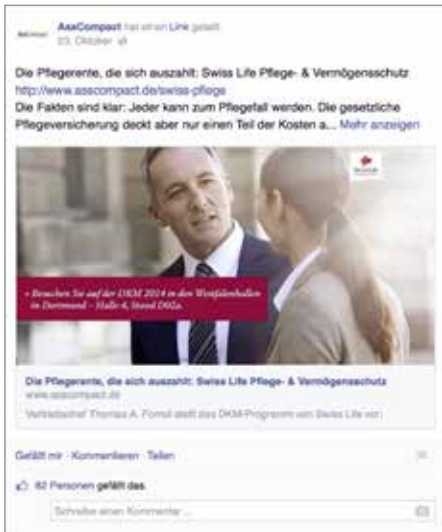 AssCompact hat einen Link geteilt
23. Oktober
Die Pflegerente, die sich auszahlt: Swiss Life Pflege- & Vermögensschutz
http://www.asscompact.de/swiss-pflege
Die Fakten sind klar: Jeder kann zum Pflegefall werden. Die gesetzliche
Pflegeversicherung deckt aber nur einen Teil der Kosten a... Mehr anzeigen
» Besuchen Sie auf der DKM 2014 in den Westfalenhallen
in Dortmund – Halle 4, Stand D02a.
Die Pflegerente, die sich auszahlt: Swiss Life Pflege- & Vermögensschutz
www.asscompact.de
Vertriebschef Thomas A. stellt das DKM-Programm von Swiss Life vor:
Gefällt mir · Kommentieren · Teilen
82 Personen gefällt das.
Schreibe einen Kommentar ...